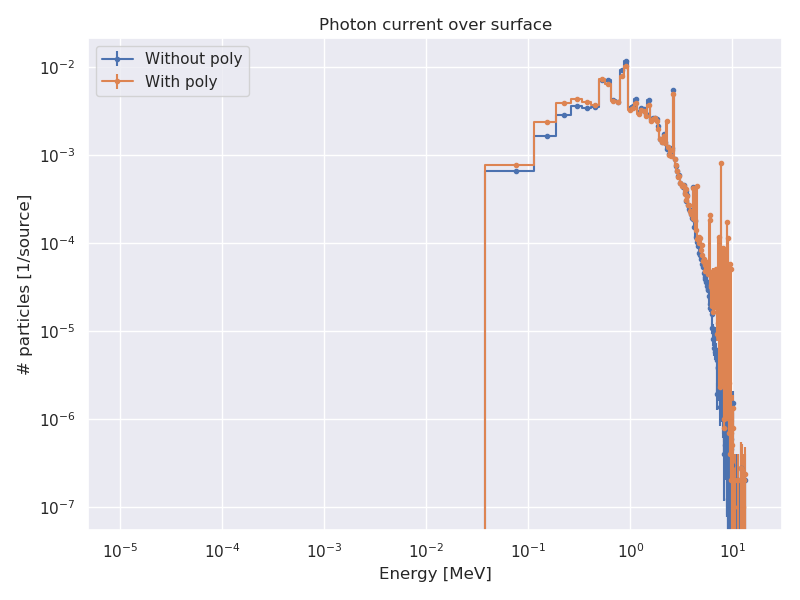 Photon current over surface
Without poly
With poly
# particles [1/source]
10⁻²
10⁻³
10⁻⁴
10⁻⁵
10⁻⁶
10⁻⁷
10⁻⁵
10⁻⁴
10⁻³
10⁻²
10⁻¹
10⁰
10¹
Energy [MeV]